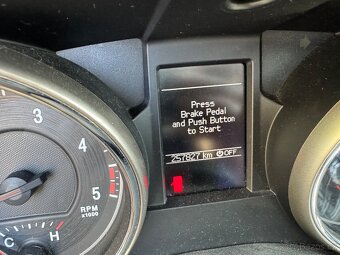 Press
Brake Pedal
and Push Button
to Start
257827 km OFF
3
4
5
RPM
x1000
C H